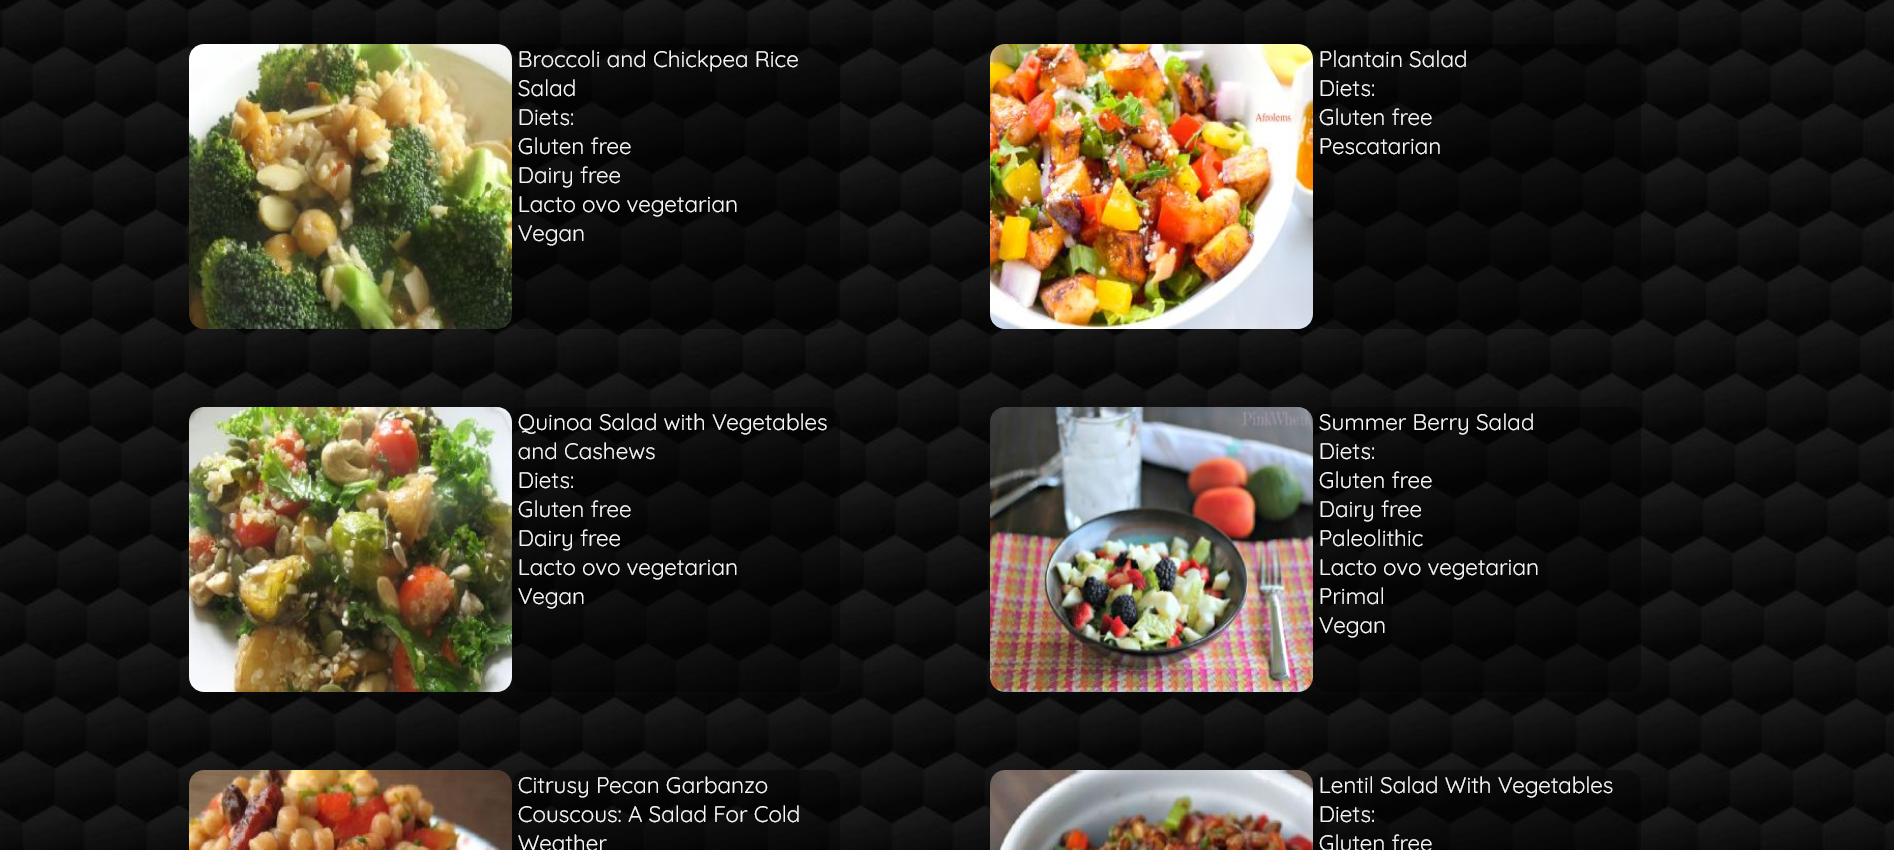 Broccoli and Chickpea Rice
Salad
Diets:
Gluten free
Dairy free
Lacto ovo vegetarian
Vegan
Plantain Salad
Diets:
Gluten free
Pescatarian
Afrolems
Quinoa Salad with Vegetables
and Cashews
Diets:
Gluten free
Dairy free
Lacto ovo vegetarian
Vegan
Summer Berry Salad
Diets:
Gluten free
Dairy free
Paleolithic
Lacto ovo vegetarian
Primal
Vegan
Citrusy Pecan Garbanzo
Couscous: A Salad For Cold
Weather
Lentil Salad With Vegetables
Diets:
Gluten free